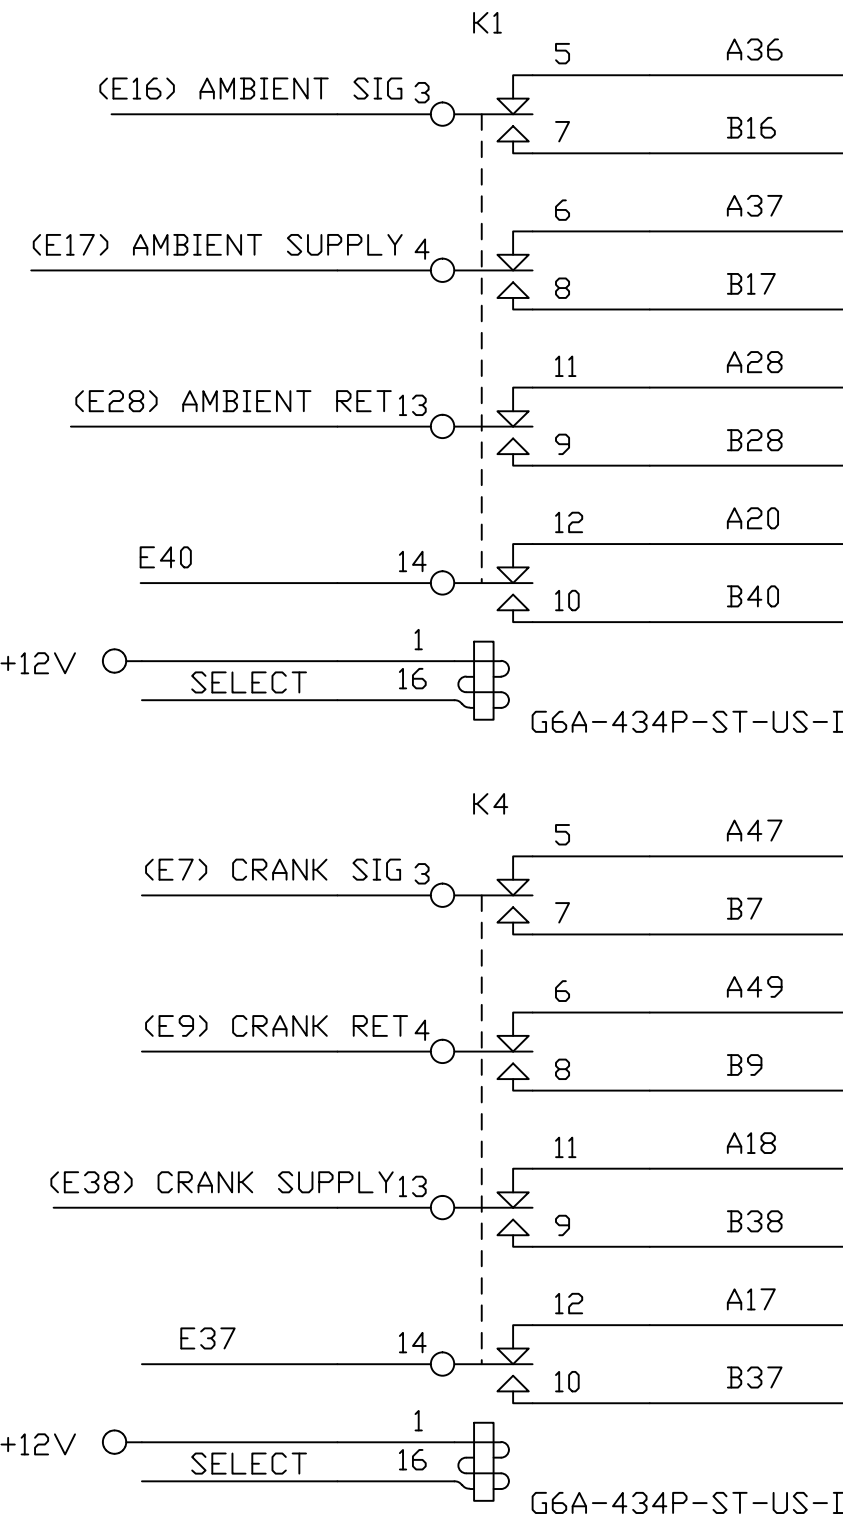 K1
5 A36
(E16) AMBIENT SIG 3
7 B16
6 A37
(E17) AMBIENT SUPPLY 4
8 B17
11 A28
(E28) AMBIENT RET 13
9 B28
12 A20
E40 14
10 B40
+12V 1
SELECT 16
G6A-434P-ST-US-D
K4
5 A47
(E7) CRANK SIG 3
7 B7
6 A49
(E9) CRANK RET 4
8 B9
11 A18
(E38) CRANK SUPPLY 13
9 B38
12 A17
E37 14
10 B37
+12V 1
SELECT 16
G6A-434P-ST-US-D